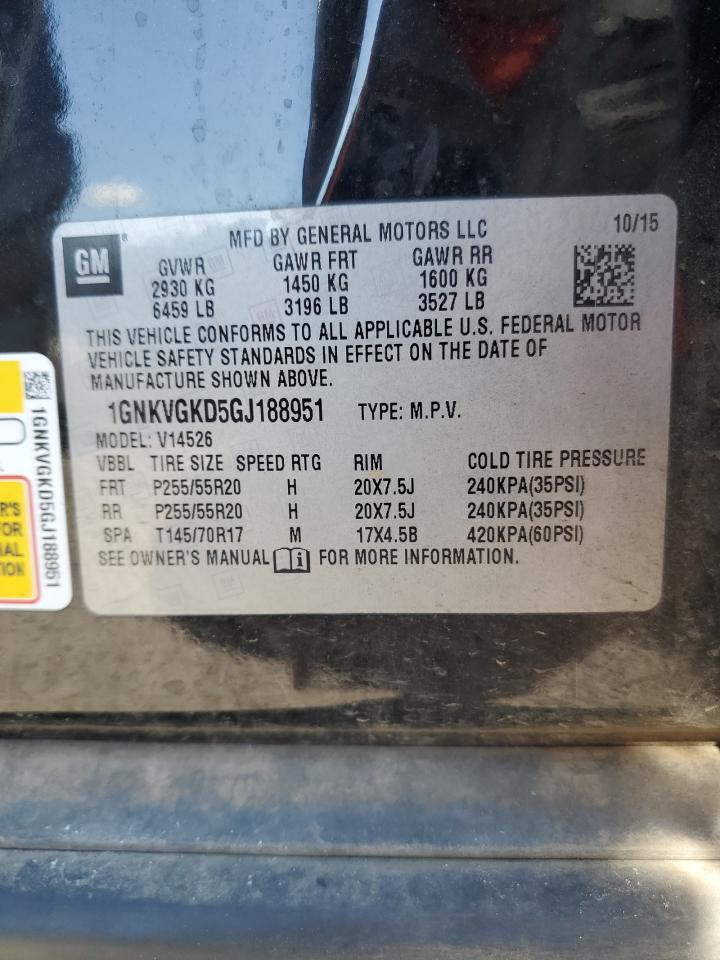 GM
MFD BY GENERAL MOTORS LLC 10/15
GVWR GAWR FRT GAWR RR
2930 KG 1450 KG 1600 KG
6459 LB 3196 LB 3527 LB
THIS VEHICLE CONFORMS TO ALL APPLICABLE U.S. FEDERAL MOTOR
VEHICLE SAFETY STANDARDS IN EFFECT ON THE DATE OF
MANUFACTURE SHOWN ABOVE.
1GNKVGKD5GJ188951 TYPE: M.P.V.
MODEL: V14526
VBBL TIRE SIZE SPEED RTG RIM COLD TIRE PRESSURE
FRT P255/55R20 H 20X7.5J 240KPA(35PSI)
RR P255/55R20 H 20X7.5J 240KPA(35PSI)
SPA T145/70R17 M 17X4.5B 420KPA(60PSI)
SEE OWNER'S MANUAL i FOR MORE INFORMATION.
1GNKVGKD5GJ188951
R'S
FOR